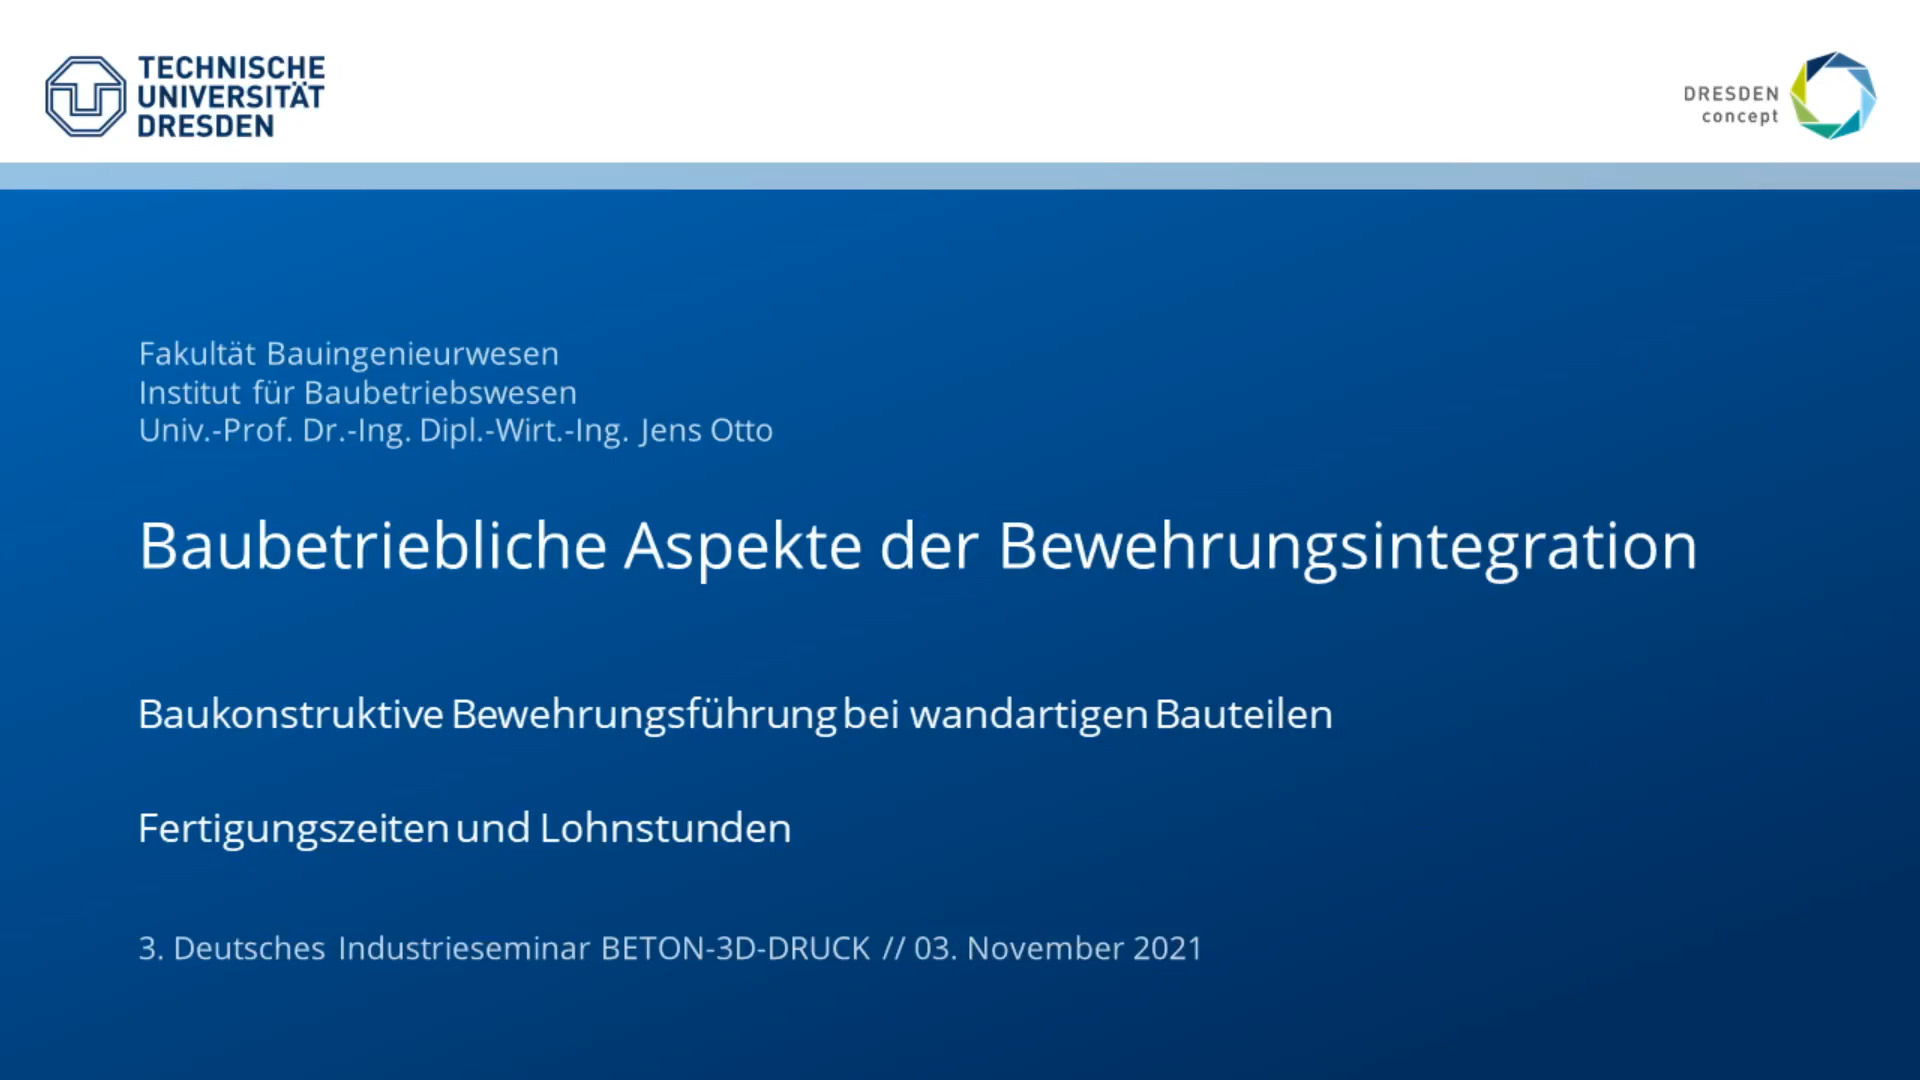 TECHNISCHE
UNIVERSITÄT
DRESDEN
DRESDEN
concept
Fakultät Bauingenieurwesen
Institut für Baubetriebswesen
Univ.-Prof. Dr.-Ing. Dipl.-Wirt.-Ing. Jens Otto
Baubetriebliche Aspekte der Bewehrungsintegration
Baukonstruktive Bewehrungsführung bei wandartigen Bauteilen
Fertigungszeiten und Lohnstunden
3. Deutsches Industrieseminar BETON-3D-DRUCK // 03. November 2021